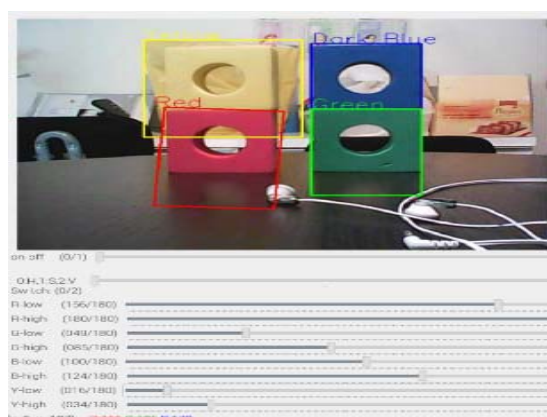 Yellow
Dark Blue
Red
Green
on-off (0/1)
0:H,1:S,2:V
Switch (0/2)
R-low (156/180)
R-high (180/180)
G-low (049/180)
G-high (085/180)
B-low (100/180)
B-high (124/180)
Y-low (016/180)
Y-high (034/180)